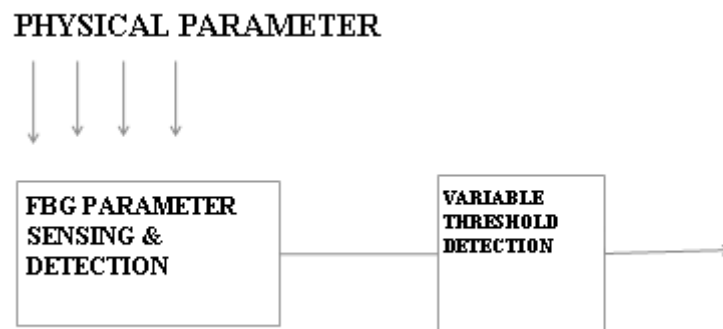 PHYSICAL PARAMETER
FBG PARAMETER
SENSING &
DETECTION
VARIABLE
THRESHOLD
DETECTION